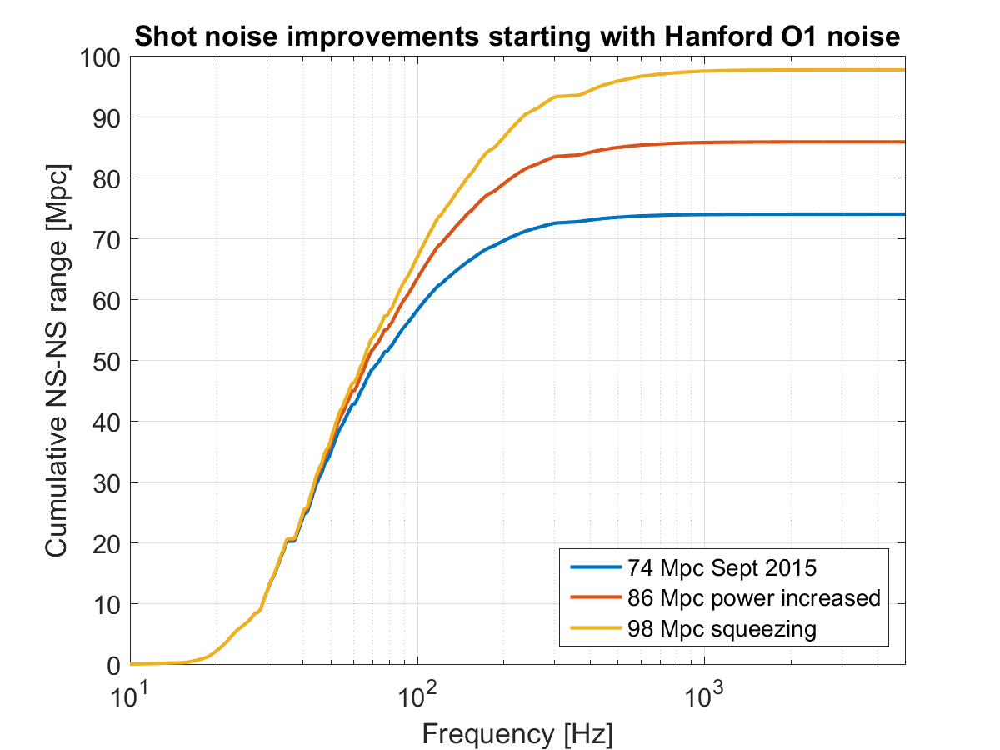 Shot noise improvements starting with Hanford O1 noise
100
90
80
70
60
50
40
30
20
10
0
Cumulative NS-NS range [Mpc]
74 Mpc Sept 2015
86 Mpc power increased
98 Mpc squeezing
10^1 10^2 10^3
Frequency [Hz]